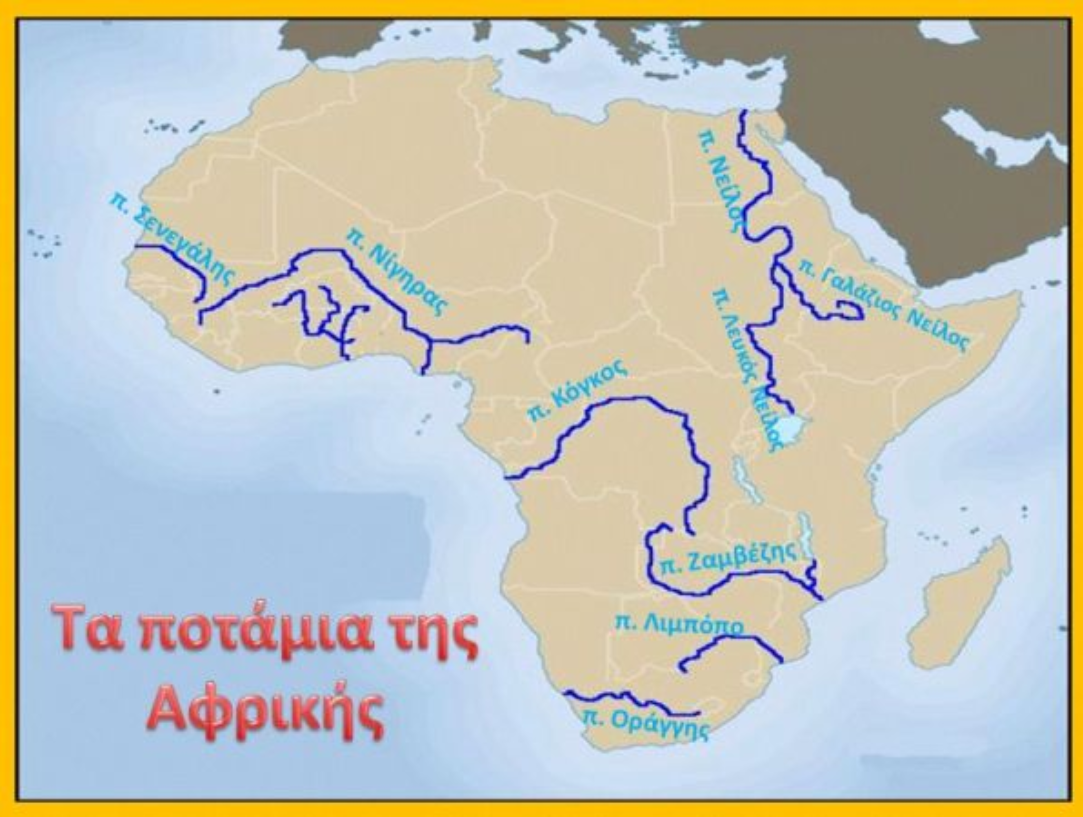 π. Νείλος
π. Σενεγάλης
π. Νίγηρας
π. Γαλάζιος Νείλος
π. Λευκός Νείλος
π. Κόγκος
π. Ζαμβέζης
π. Λιμπόπο
π. Οράγγης
Τα ποτάμια της
Αφρικής